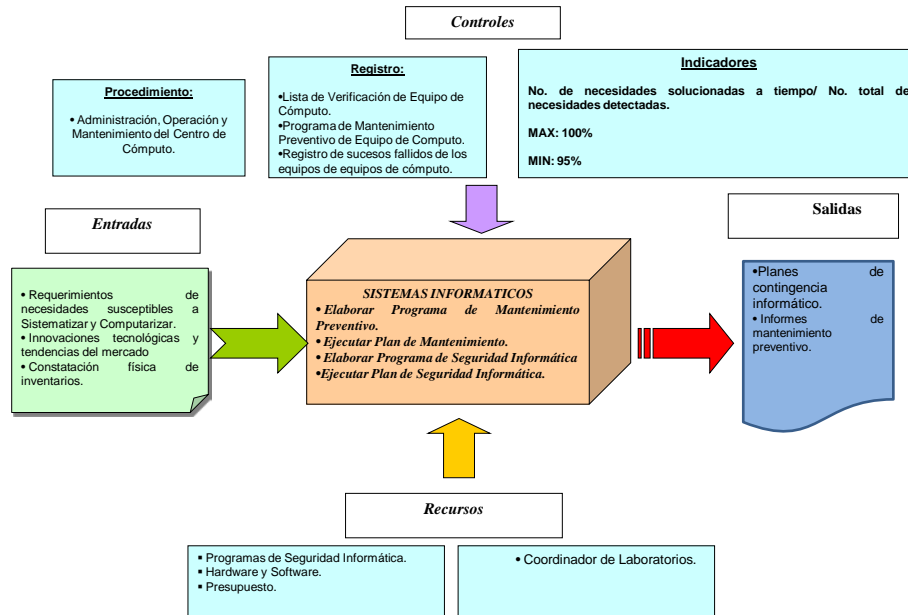 Controles
Procedimiento:
• Administración, Operación y
Mantenimiento del Centro de
Cómputo.
Registro:
•Lista de Verificación de Equipo de
Cómputo.
•Programa de Mantenimiento
Preventivo de Equipo de Computo.
•Registro de sucesos fallidos de los
equipos de equipos de cómputo.
Indicadores
No. de necesidades solucionadas a tiempo/ No. total de
necesidades detectadas.
MAX: 100%
MIN: 95%
Entradas
• Requerimientos de
necesidades susceptibles a
Sistematizar y Computarizar.
• Innovaciones tecnológicas y
tendencias del mercado
• Constatación física de
inventarios.
SISTEMAS INFORMATICOS
• Elaborar Programa de Mantenimiento
Preventivo.
• Ejecutar Plan de Mantenimiento.
• Elaborar Programa de Seguridad Informática
•Ejecutar Plan de Seguridad Informática.
Salidas
•Planes de
contingencia
informático.
• Informes de
mantenimiento
preventivo.
Recursos
▪ Programas de Seguridad Informática.
▪ Hardware y Software.
▪ Presupuesto.
• Coordinador de Laboratorios.